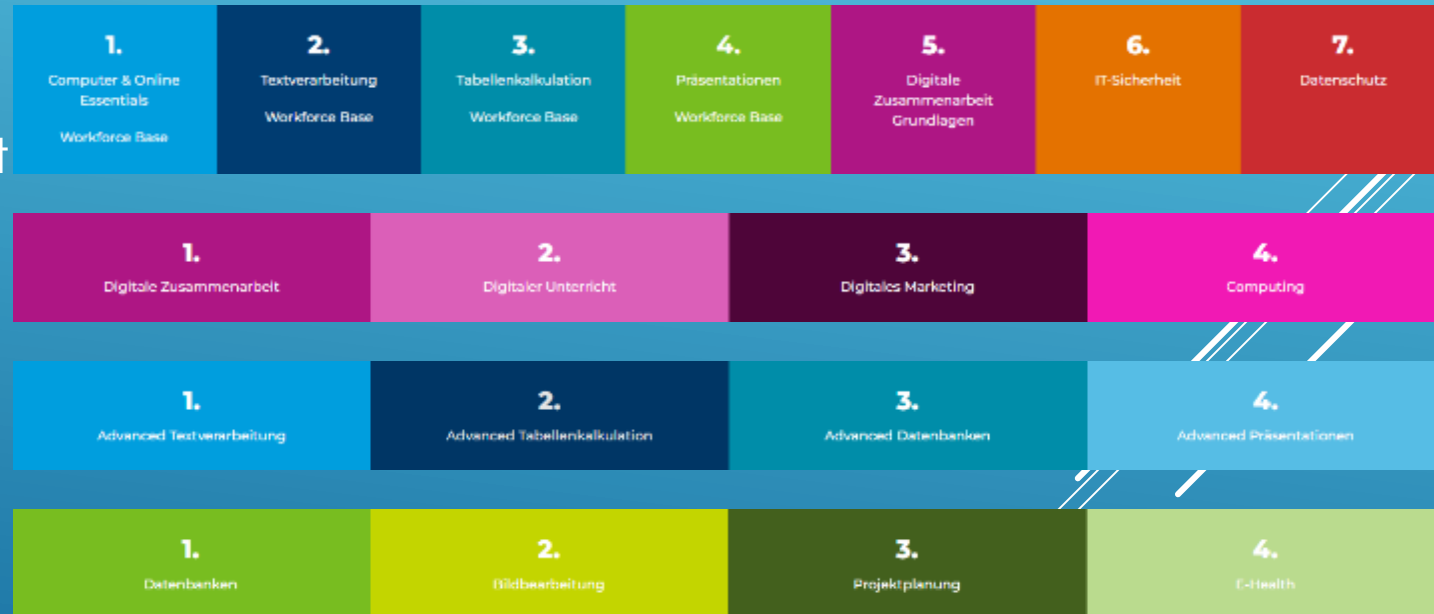 1.
Computer & Online
Essentials
Workforce Base
2.
Textverarbeitung
Workforce Base
3.
Tabellenkalkulation
Workforce Base
4.
Präsentationen
Workforce Base
5.
Digitale
Zusammenarbeit
Grundlagen
6.
IT-Sicherheit
7.
Datenschutz
t
1.
Digitale Zusammenarbeit
2.
Digitaler Unterricht
3.
Digitales Marketing
4.
Computing
1.
Advanced Textverarbeitung
2.
Advanced Tabellenkalkulation
3.
Advanced Datenbanken
4.
Advanced Präsentationen
1.
Datenbanken
2.
Bildbearbeitung
3.
Projektplanung
4.
E-Health